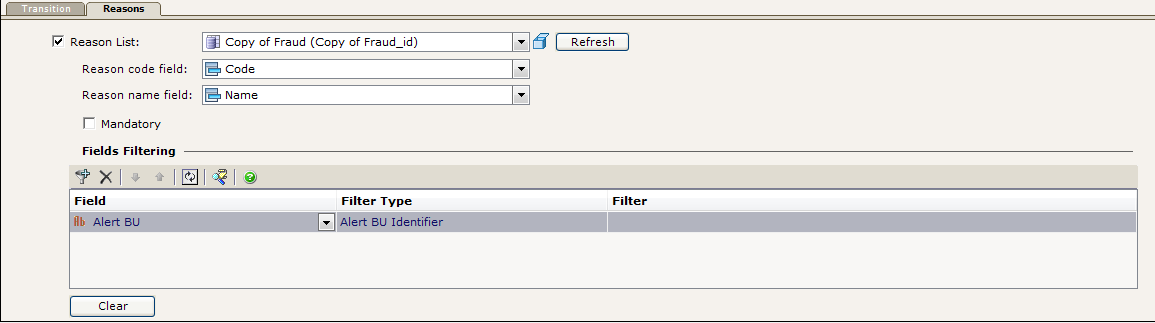 Transition Reasons
Reason List: Copy of Fraud (Copy of Fraud_id) Refresh
Reason code field: Code
Reason name field: Name
Mandatory
Fields Filtering
Field Filter Type Filter
Alert BU Alert BU Identifier
Clear